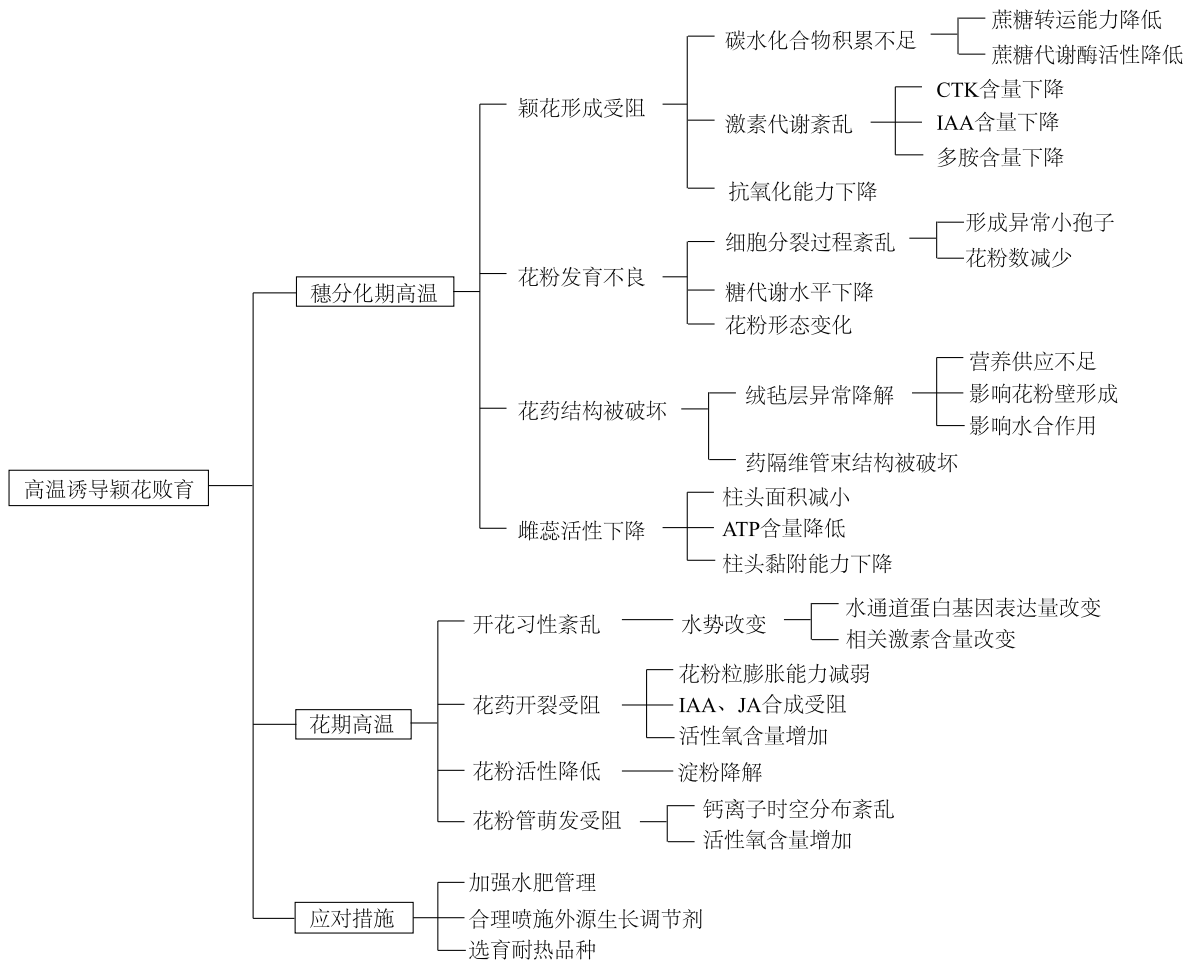 高温诱导颖花败育
穗分化期高温
颖花形成受阻
碳水化合物积累不足
蔗糖转运能力降低
蔗糖代谢酶活性降低
激素代谢紊乱
CTK含量下降
IAA含量下降
多胺含量下降
抗氧化能力下降
花粉发育不良
细胞分裂过程紊乱
形成异常小孢子
花粉数减少
糖代谢水平下降
花粉形态变化
花药结构被破坏
绒毡层异常降解
营养供应不足
影响花粉壁形成
影响水合作用
药隔维管束结构被破坏
雌蕊活性下降
柱头面积减小
ATP含量降低
柱头黏附能力下降
花期高温
开花习性紊乱
水势改变
水通道蛋白基因表达量改变
相关激素含量改变
花药开裂受阻
花粉粒膨胀能力减弱
IAA、JA合成受阻
活性氧含量增加
花粉活性降低
淀粉降解
花粉管萌发受阻
钙离子时空分布紊乱
活性氧含量增加
应对措施
加强水肥管理
合理喷施外源生长调节剂
选育耐热品种